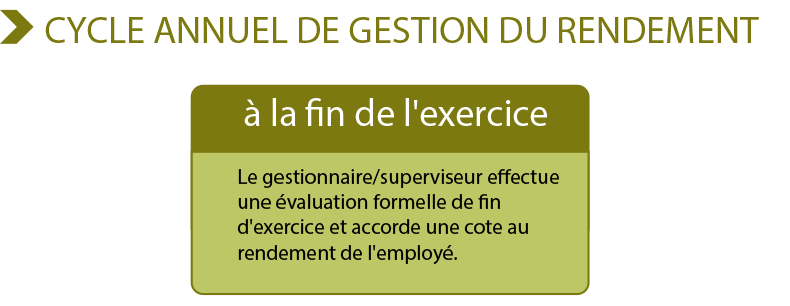 CYCLE ANNUEL DE GESTION DU RENDEMENT
à la fin de l'exercice
Le gestionnaire/superviseur effectue
une évaluation formelle de fin
d'exercice et accorde une cote au
rendement de l'employé.